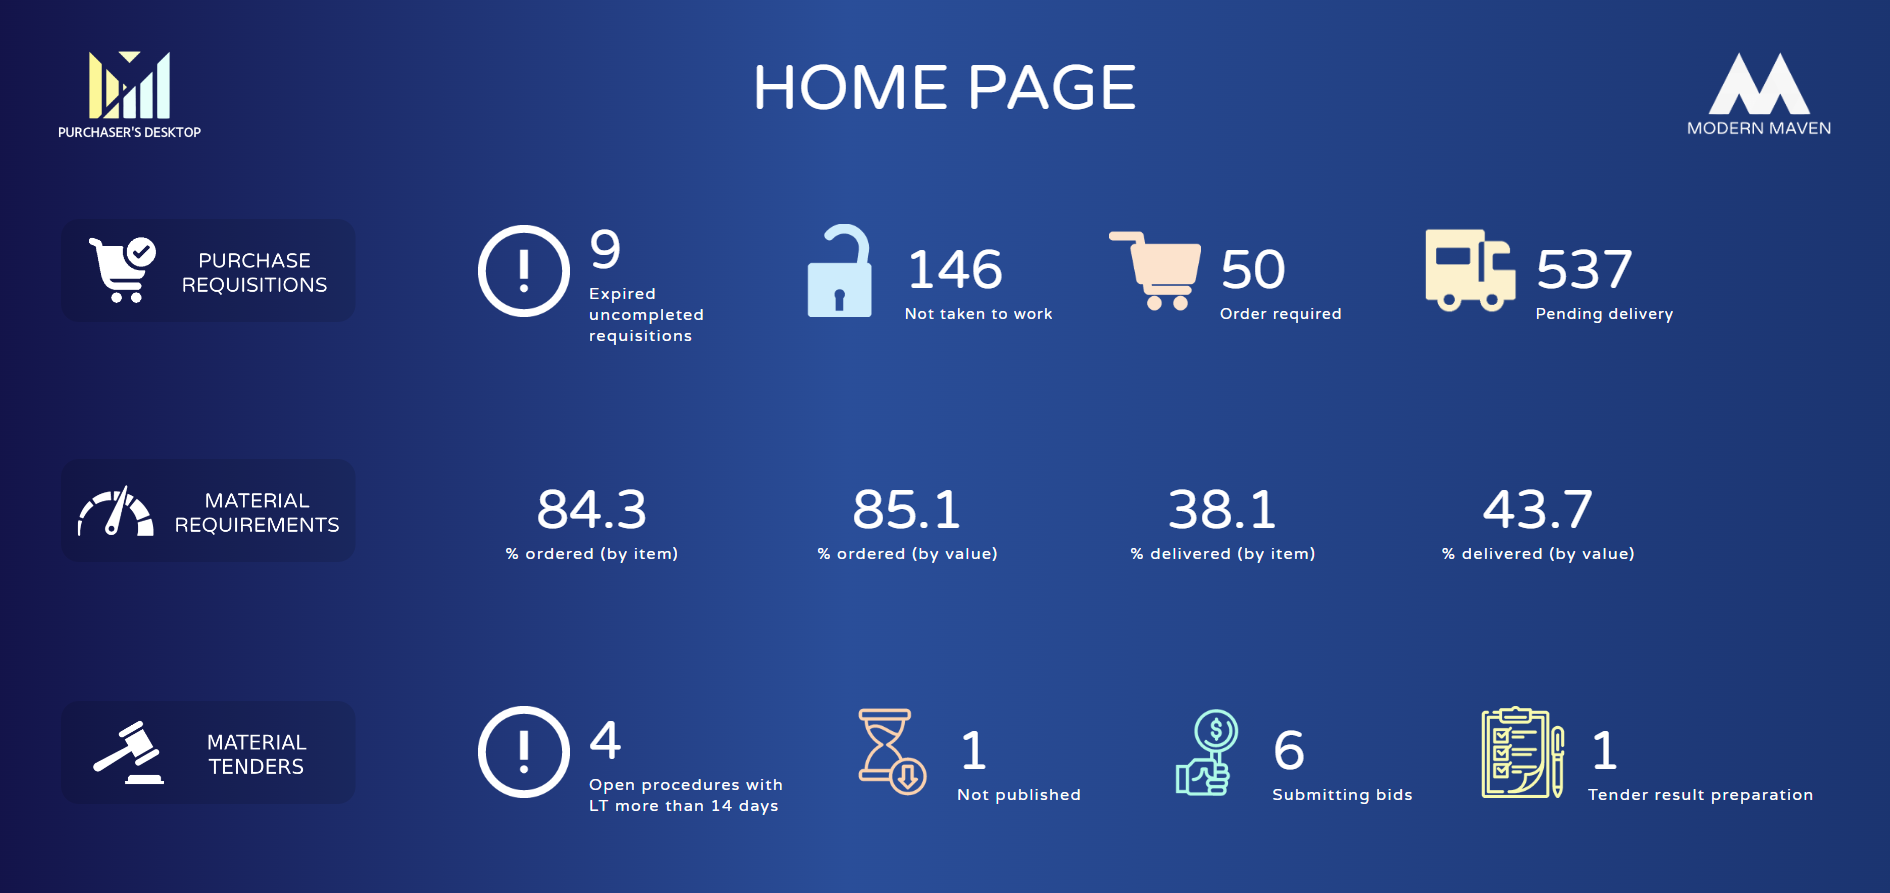 HOME PAGE
PURCHASER'S DESKTOP
MODERN MAVEN
PURCHASE
REQUISITIONS
9
Expired
uncompleted
requisitions
146
Not taken to work
50
Order required
537
Pending delivery
MATERIAL
REQUIREMENTS
84.3
% ordered (by item)
85.1
% ordered (by value)
38.1
% delivered (by item)
43.7
% delivered (by value)
MATERIAL
TENDERS
4
Open procedures with
LT more than 14 days
1
Not published
6
Submitting bids
1
Tender result preparation